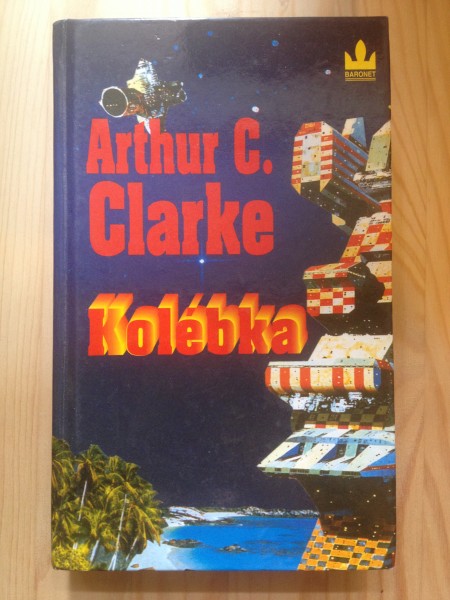 BARONET
Arthur C.
Clarke
Kolébka